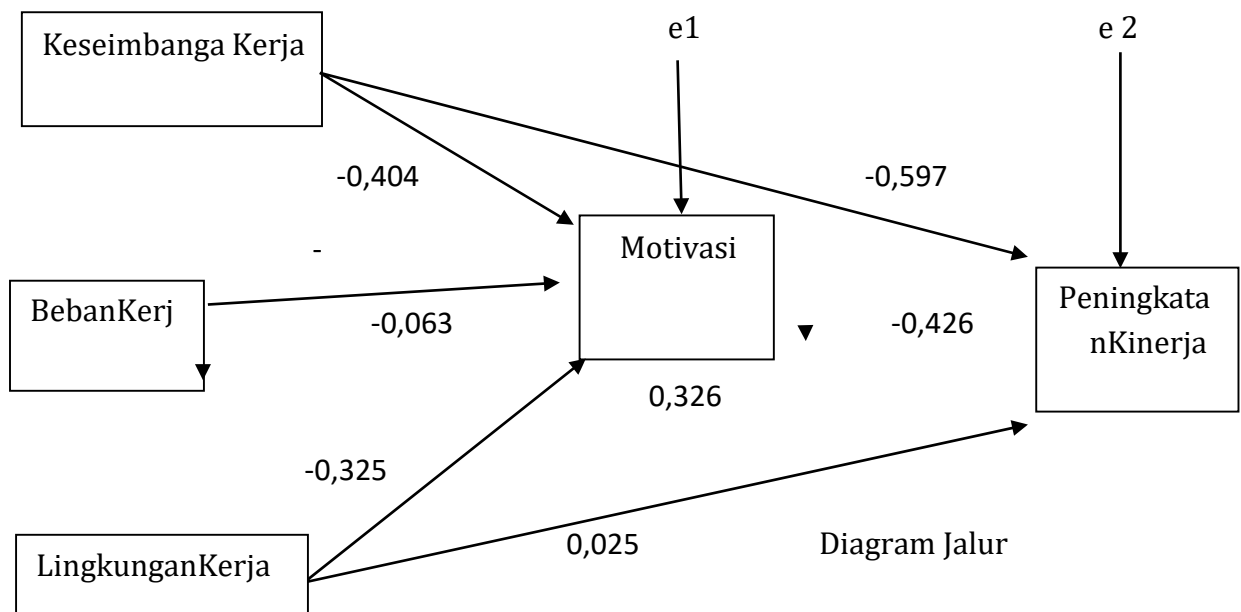 Keseimbanga Kerja
e1
e 2
-0,404
-0,597
-
Motivasi
BebanKerj
-0,063
-0,426
Peningkata
nKinerja
0,326
-0,325
0,025
Diagram Jalur
LingkunganKerja